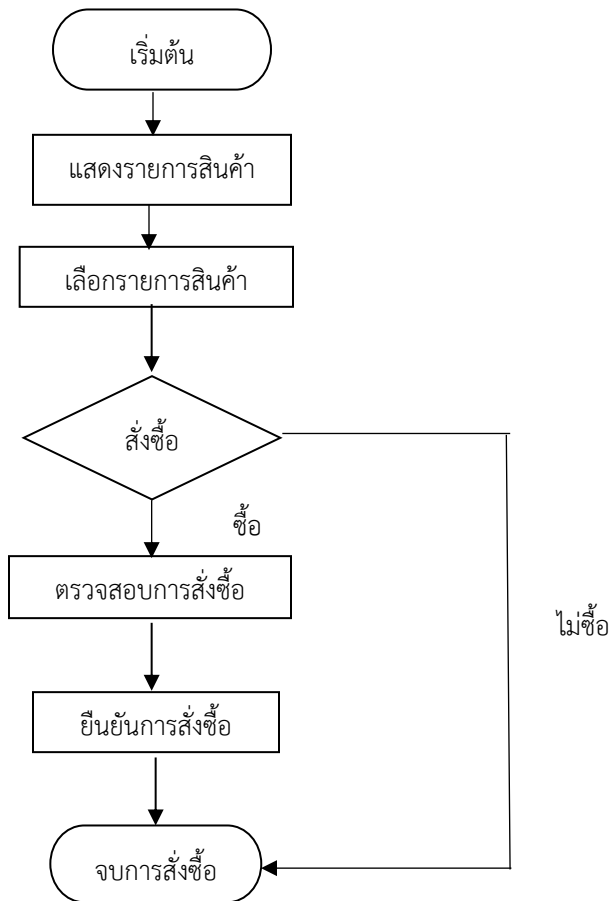 เริ่มต้น
แสดงรายการสินค้า
เลือกรายการสินค้า
สั่งซื้อ
ซื้อ
ตรวจสอบการสั่งซื้อ
ไม่ซื้อ
ยืนยันการสั่งซื้อ
จบการสั่งซื้อ